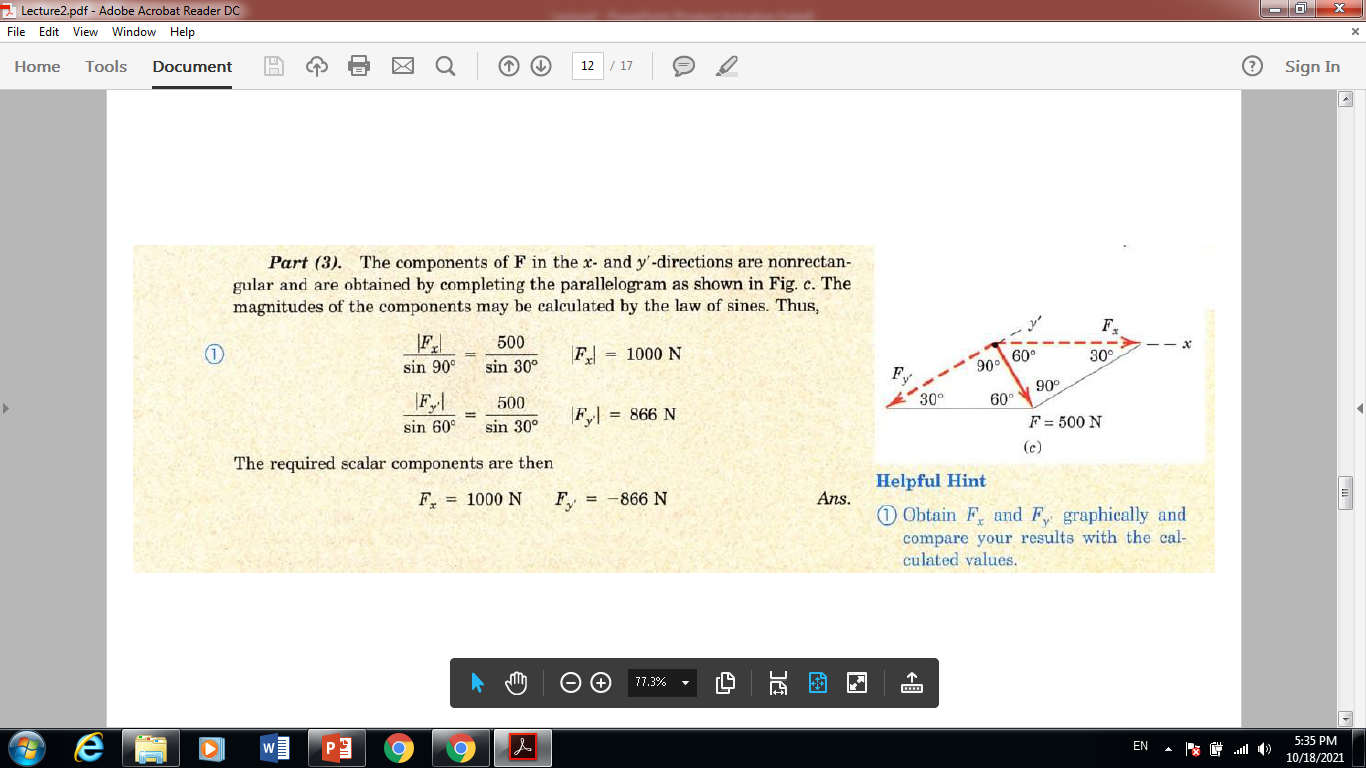 Lecture2.pdf - Adobe Acrobat Reader DC
File Edit View Window Help
Home Tools Document 12 / 17 Sign In
Part (3). The components of F in the x- and y′-directions are nonrectan-
gular and are obtained by completing the parallelogram as shown in Fig. c. The
magnitudes of the components may be calculated by the law of sines. Thus,
① |Fx| / sin 90° = 500 / sin 30° |Fx| = 1000 N
|Fy′| / sin 60° = 500 / sin 30° |Fy′| = 866 N
The required scalar components are then
Fx = 1000 N Fy′ = −866 N Ans.
y′
Fx
x
60°
30°
90°
Fy′
90°
30°
60°
F = 500 N
(c)
Helpful Hint
① Obtain Fx and Fy′ graphically and
compare your results with the cal-
culated values.
77.3%
EN
5:35 PM
10/18/2021